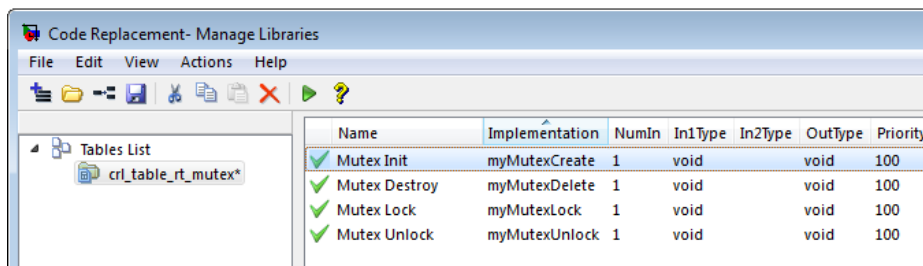 Code Replacement- Manage Libraries
File Edit View Actions Help
Tables List
crl_table_rt_mutex*
Name Implementation NumIn In1Type In2Type OutType Priority
Mutex Init myMutexCreate 1 void void 100
Mutex Destroy myMutexDelete 1 void void 100
Mutex Lock myMutexLock 1 void void 100
Mutex Unlock myMutexUnlock 1 void void 100